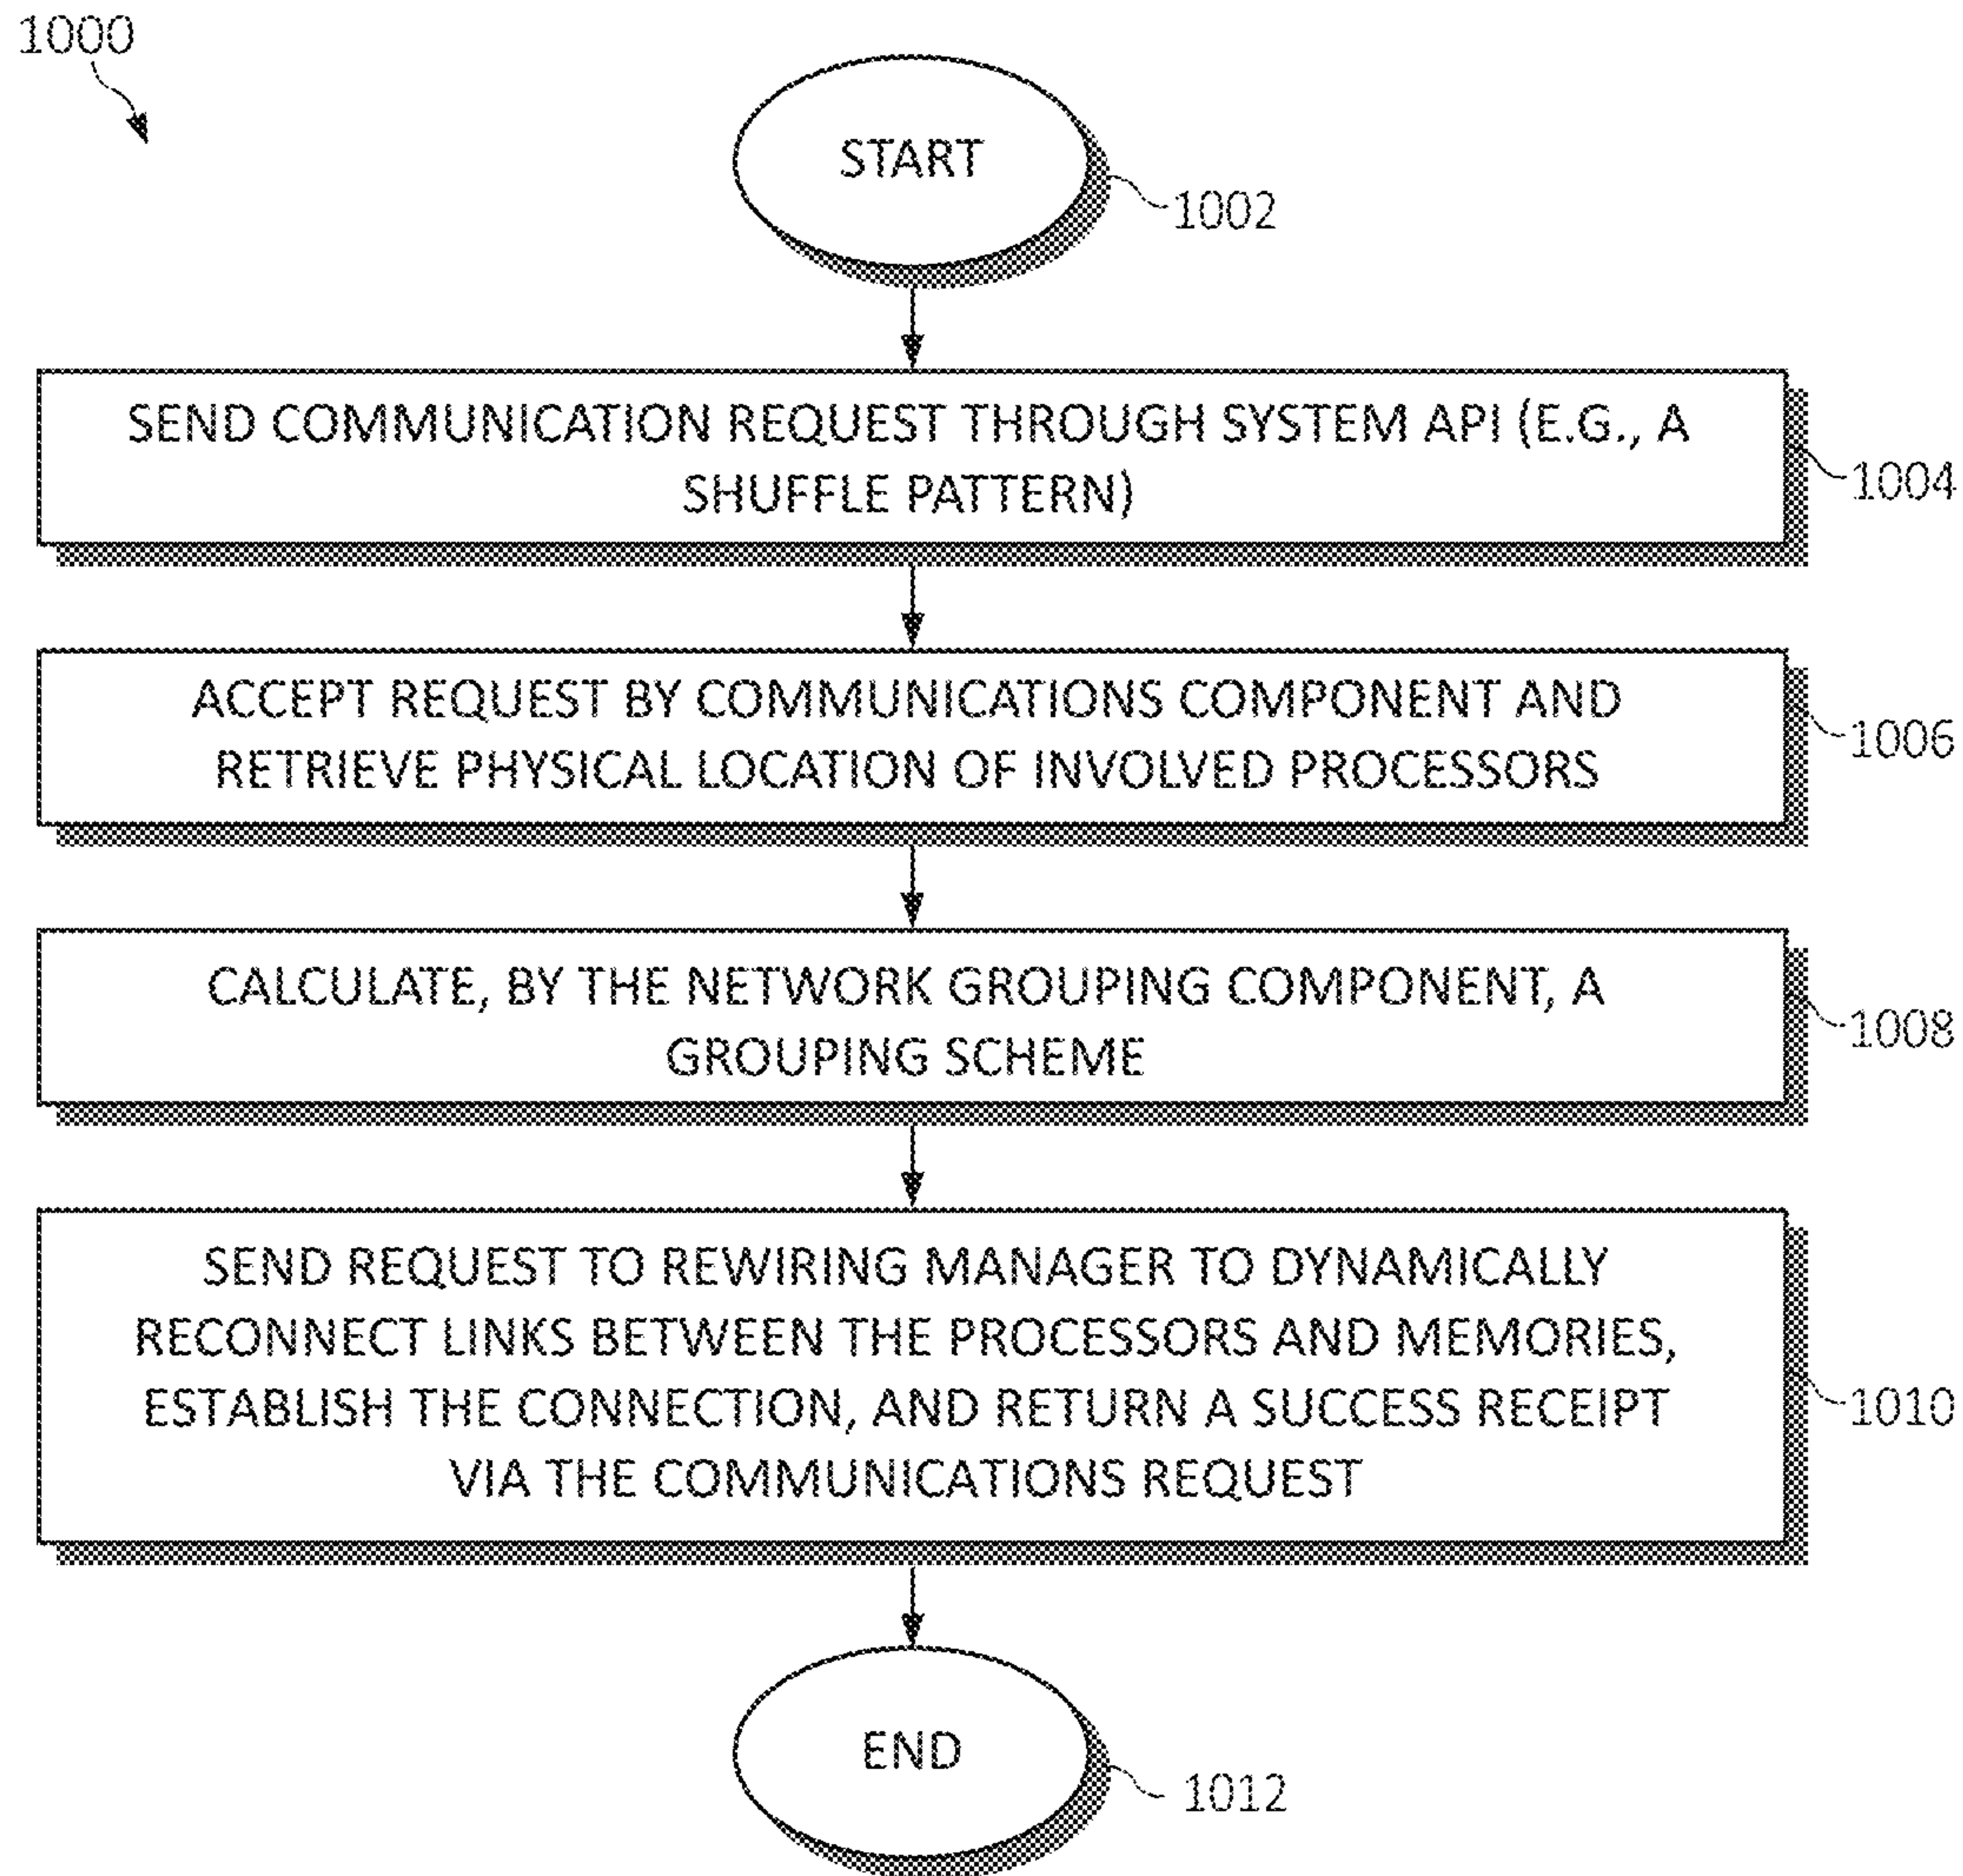 1000
START
1002
SEND COMMUNICATION REQUEST THROUGH SYSTEM API (E.G., A
SHUFFLE PATTERN)
1004
ACCEPT REQUEST BY COMMUNICATIONS COMPONENT AND
RETRIEVE PHYSICAL LOCATION OF INVOLVED PROCESSORS
1006
CALCULATE, BY THE NETWORK GROUPING COMPONENT, A
GROUPING SCHEME
1008
SEND REQUEST TO REWIRING MANAGER TO DYNAMICALLY
RECONNECT LINKS BETWEEN THE PROCESSORS AND MEMORIES,
ESTABLISH THE CONNECTION, AND RETURN A SUCCESS RECEIPT
VIA THE COMMUNICATIONS REQUEST
1010
END
1012